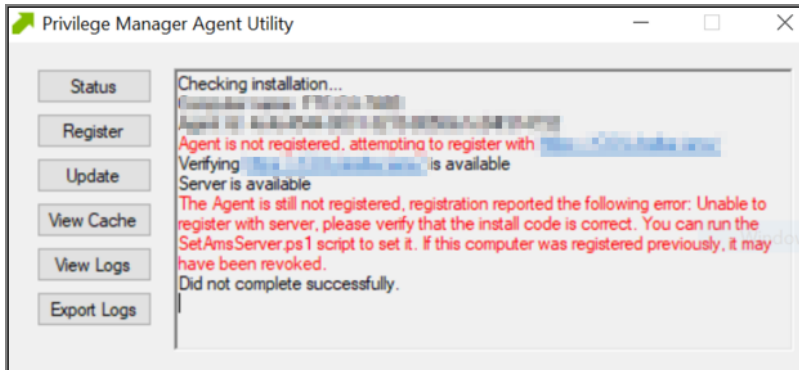 Privilege Manager Agent Utility
Status
Register
Update
View Cache
View Logs
Export Logs
Checking installation...
Agent is not registered, attempting to register with
Verifying is available
Server is available
The Agent is still not registered, registration reported the following error: Unable to
register with server, please verify that the install code is correct. You can run the
SetAmsServer.ps1 script to set it. If this computer was registered previously, it may
have been revoked.
Did not complete successfully.